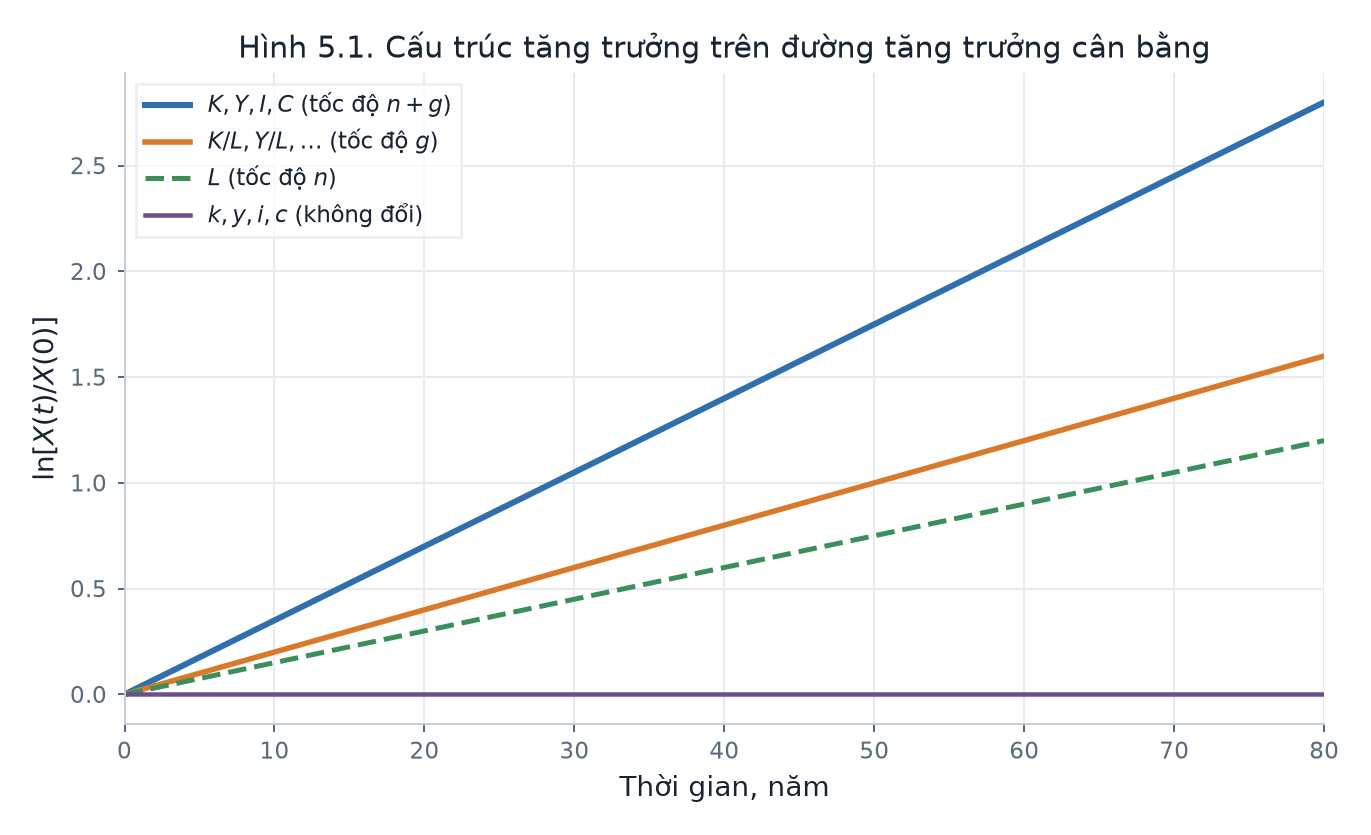 Hình 5.1. Cấu trúc tăng trưởng trên đường tăng trưởng cân bằng
K, Y, I, C (tốc độ n + g)
K/L, Y/L, … (tốc độ g)
L (tốc độ n)
k, y, i, c (không đổi)
ln[X(t)/X(0)]
2.5
2.0
1.5
1.0
0.5
0.0
0 10 20 30 40 50 60 70 80
Thời gian, năm